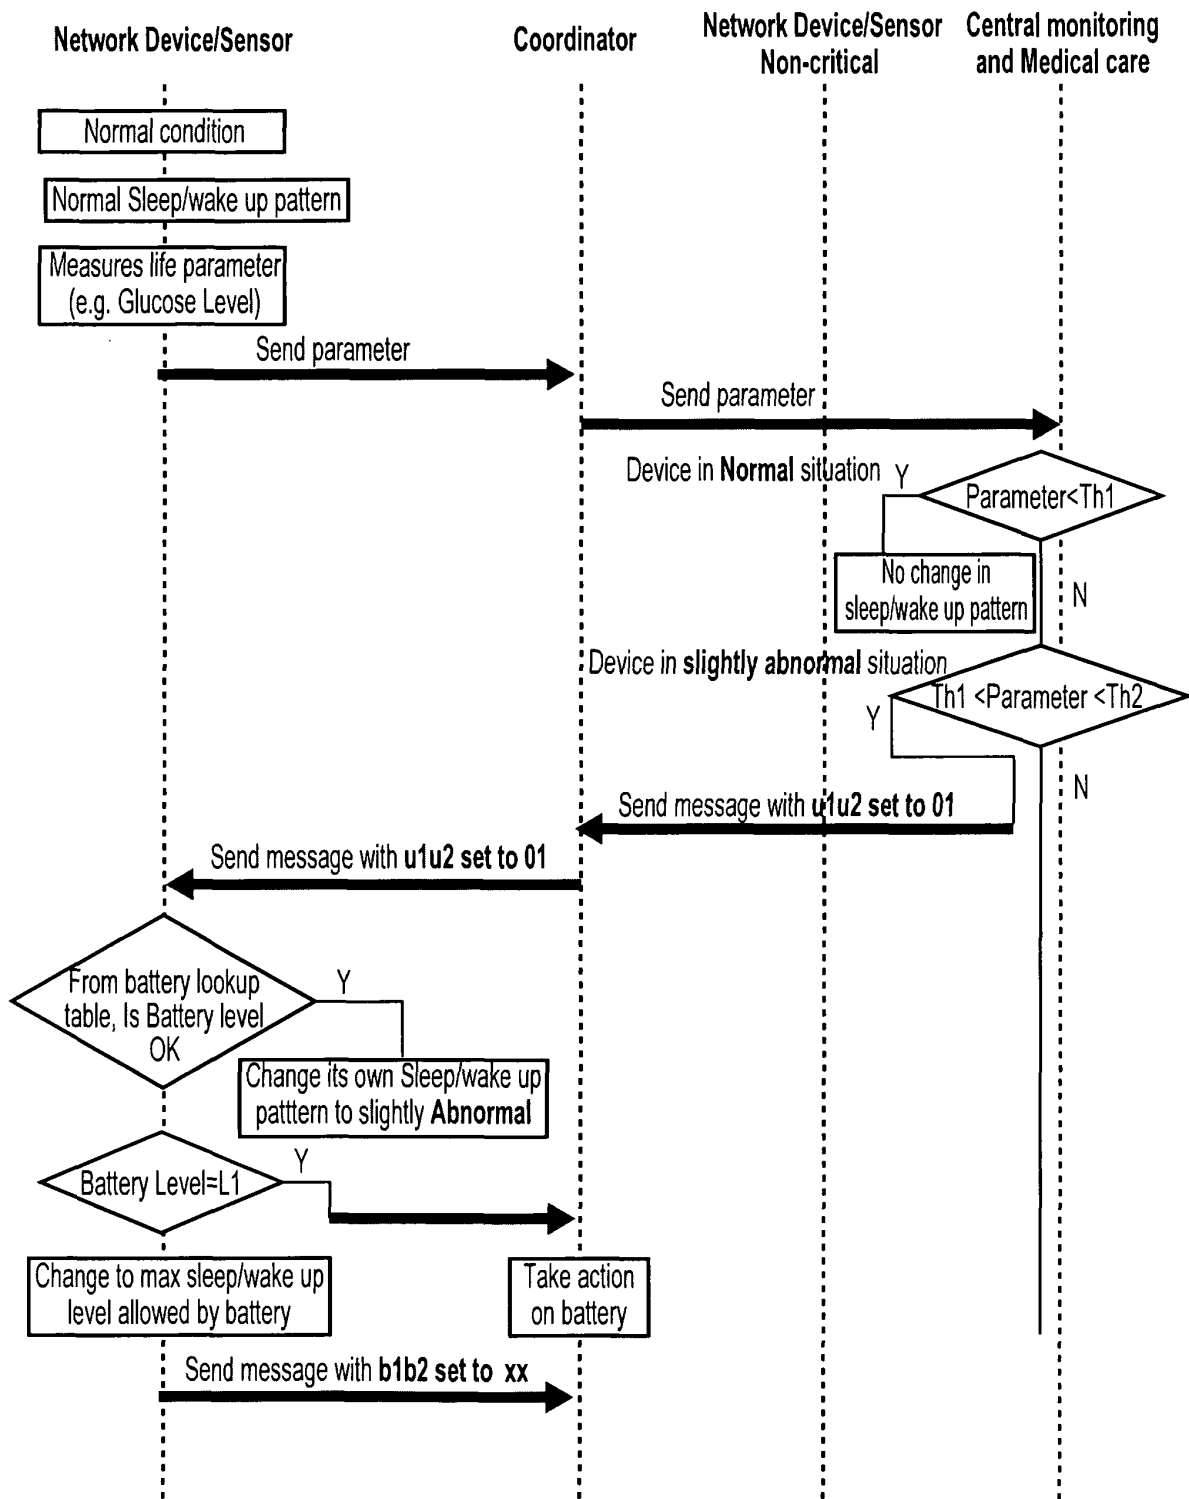 Network Device/Sensor
Coordinator
Network Device/Sensor
Non-critical
Central monitoring
and Medical care
Normal condition
Normal Sleep/wake up pattern
Measures life parameter
(e.g. Glucose Level)
Send parameter
Send parameter
Device in Normal situation
Y
Parameter<Th1
No change in
sleep/wake up pattern
N
Device in slightly abnormal situation
Th1 <Parameter <Th2
Y
N
Send message with u1u2 set to 01
Send message with u1u2 set to 01
From battery lookup
table, Is Battery level
OK
Y
Change its own Sleep/wake up
patttern to slightly Abnormal
Battery Level=L1
Y
Change to max sleep/wake up
level allowed by battery
Take action
on battery
Send message with b1b2 set to xx